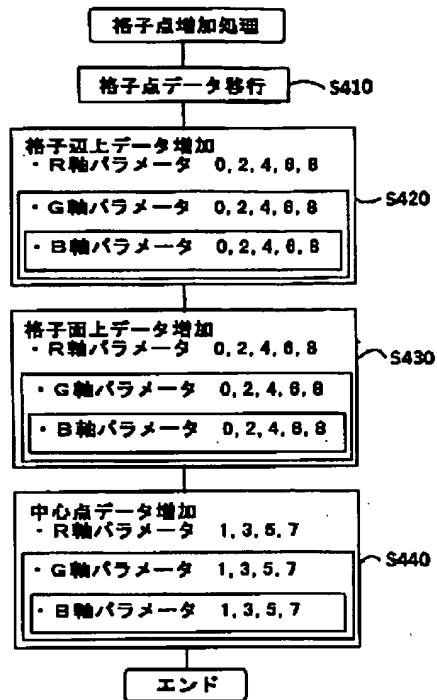 格子点増加処理
格子点データ移行
S410
格子辺上データ増加
・R軸パラメータ 0,2,4,6,8
・G軸パラメータ 0,2,4,6,8
・B軸パラメータ 0,2,4,6,8
S420
格子面上データ増加
・R軸パラメータ 0,2,4,6,8
・G軸パラメータ 0,2,4,6,8
・B軸パラメータ 0,2,4,6,8
S430
中心点データ増加
・R軸パラメータ 1,3,5,7
・G軸パラメータ 1,3,5,7
・B軸パラメータ 1,3,5,7
S440
エンド